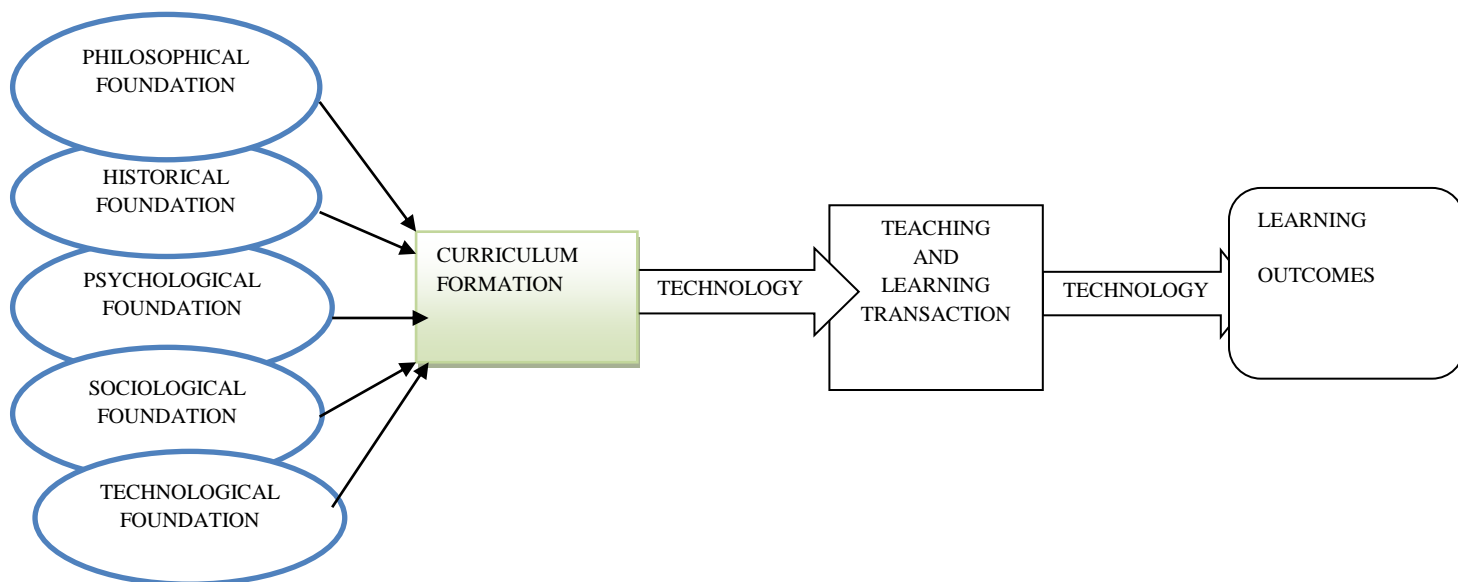 PHILOSOPHICAL
FOUNDATION
HISTORICAL
FOUNDATION
PSYCHOLOGICAL
FOUNDATION
SOCIOLOGICAL
FOUNDATION
TECHNOLOGICAL
FOUNDATION
CURRICULUM
FORMATION
TECHNOLOGY
TEACHING
AND
LEARNING
TRANSACTION
TECHNOLOGY
LEARNING
OUTCOMES